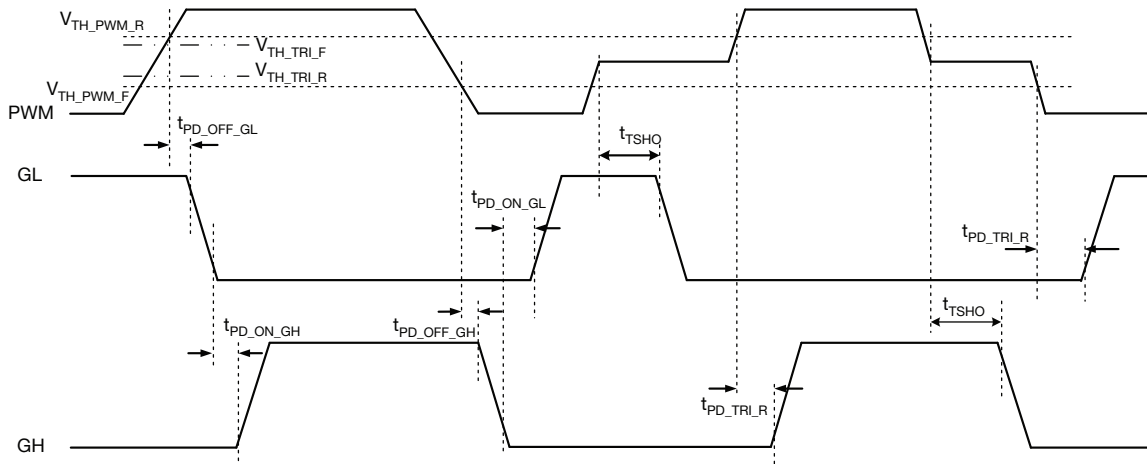 V_TH_PWM_R
V_TH_TRI_F
V_TH_TRI_R
V_TH_PWM_F
PWM
t_PD_OFF_GL
t_TSHO
GL
t_PD_ON_GL
t_PD_TRI_R
t_TSHO
t_PD_ON_GH
t_PD_OFF_GH
t_PD_TRI_R
GH